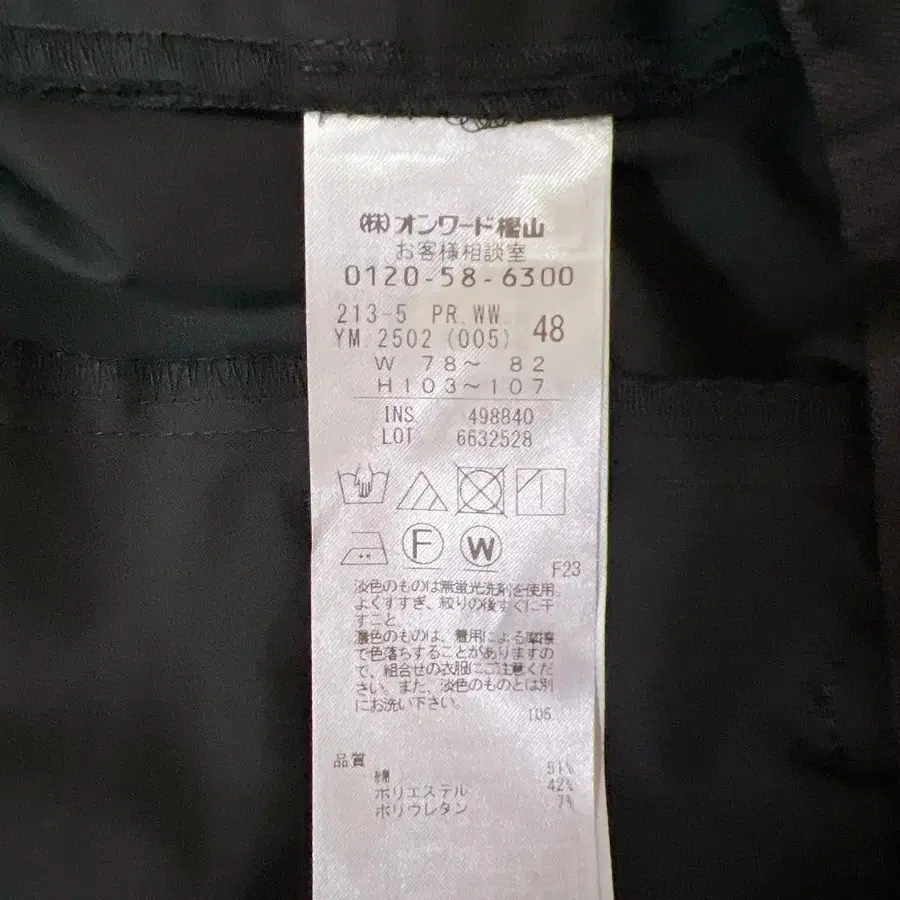 (株)オンワード樫山
お客様相談室
0120-58-6300
213-5 PR.WW.
YM.2502 (005) 48
W 78～ 82
H103～107
INS 498840
LOT 6632528
F
W
F23
淡色のものは無蛍光洗剤を使用、
よくすすぎ、絞りの後すぐに干
すこと。
濃色のものは、着用による摩擦
で色落ちすることがありますの
で、組合せの衣服にご注意くだ
さい。また、淡色のものとは別
にお洗い下さい。
105
品質
綿 51%
ポリエステル 42%
ポリウレタン 7%